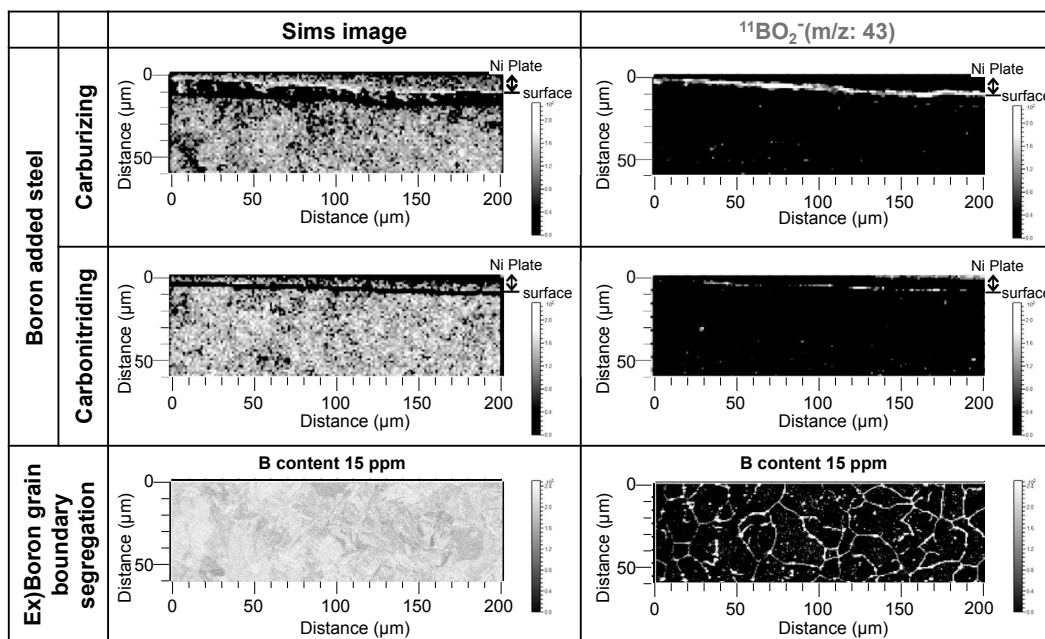 Sims image
¹¹BO₂⁻(m/z: 43)
Boron added steel
Carburizing
Distance (μm)
0
50
Ni Plate
surface
0 50 100 150 200
Distance (μm)
Distance (μm)
0
50
Ni Plate
surface
0 50 100 150 200
Distance (μm)
Carbonitriding
Distance (μm)
0
50
Ni Plate
surface
0 50 100 150 200
Distance (μm)
Distance (μm)
0
50
Ni Plate
surface
0 50 100 150 200
Distance (μm)
Ex)Boron grain
boundary
segregation
B content 15 ppm
Distance (μm)
0
50
0 50 100 150 200
Distance (μm)
B content 15 ppm
Distance (μm)
0
50
0 50 100 150 200
Distance (μm)